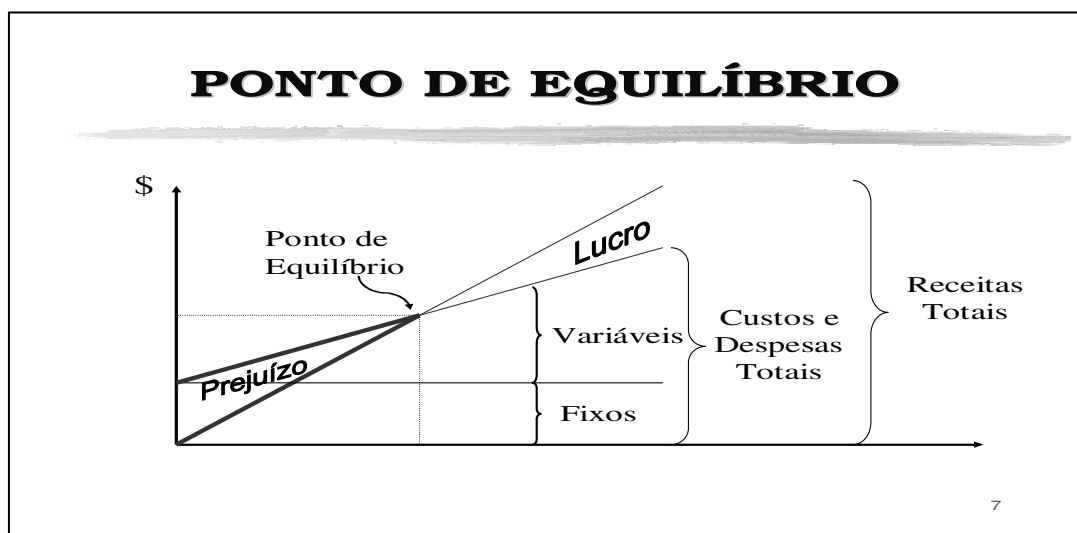 PONTO DE EQUILÍBRIO
$
Ponto de
Equilíbrio
Lucro
Prejuízo
Variáveis
Fixos
Custos e
Despesas
Totais
Receitas
Totais
7